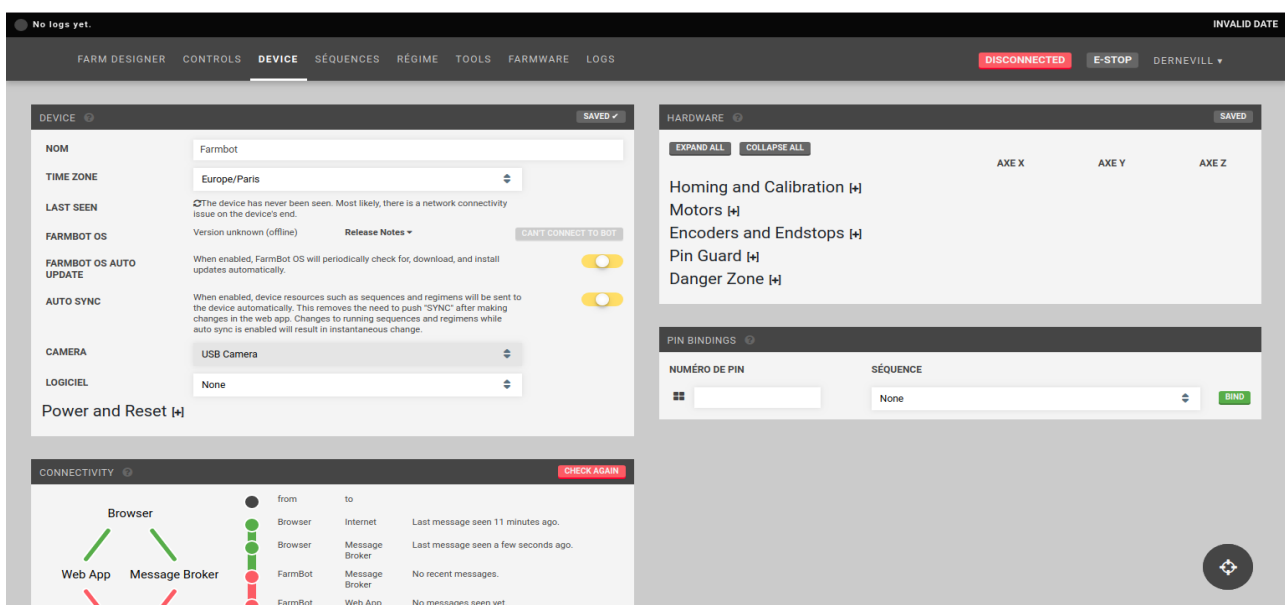 No logs yet. INVALID DATE
FARM DESIGNER CONTROLS DEVICE SÉQUENCES RÉGIME TOOLS FARMWARE LOGS DISCONNECTED E-STOP DERNEVILL ▾
DEVICE SAVED ✔
NOM Farmbot
TIME ZONE Europe/Paris
LAST SEEN The device has never been seen. Most likely, there is a network connectivity
issue on the device's end.
FARMBOT OS Version unknown (offline) Release Notes ▾ CAN'T CONNECT TO BOT
FARMBOT OS AUTO
UPDATE
When enabled, FarmBot OS will periodically check for, download, and install
updates automatically.
AUTO SYNC When enabled, device resources such as sequences and regimens will be sent to
the device automatically. This removes the need to push "SYNC" after making
changes in the web app. Changes to running sequences and regimens while
auto sync is enabled will result in instantaneous change.
CAMERA USB Camera
LOGICIEL None
Power and Reset [+]
CONNECTIVITY CHECK AGAIN
Browser
Web App Message Broker
from to
Browser Internet Last message seen 11 minutes ago.
Browser Message
Broker
Last message seen a few seconds ago.
FarmBot Message
Broker
No recent messages.
FarmBot Web App No messages seen yet.
HARDWARE SAVED
EXPAND ALL COLLAPSE ALL
AXE X AXE Y AXE Z
Homing and Calibration [+]
Motors [+]
Encoders and Endstops [+]
Pin Guard [+]
Danger Zone [+]
PIN BINDINGS
NUMÉRO DE PIN SÉQUENCE
None BIND